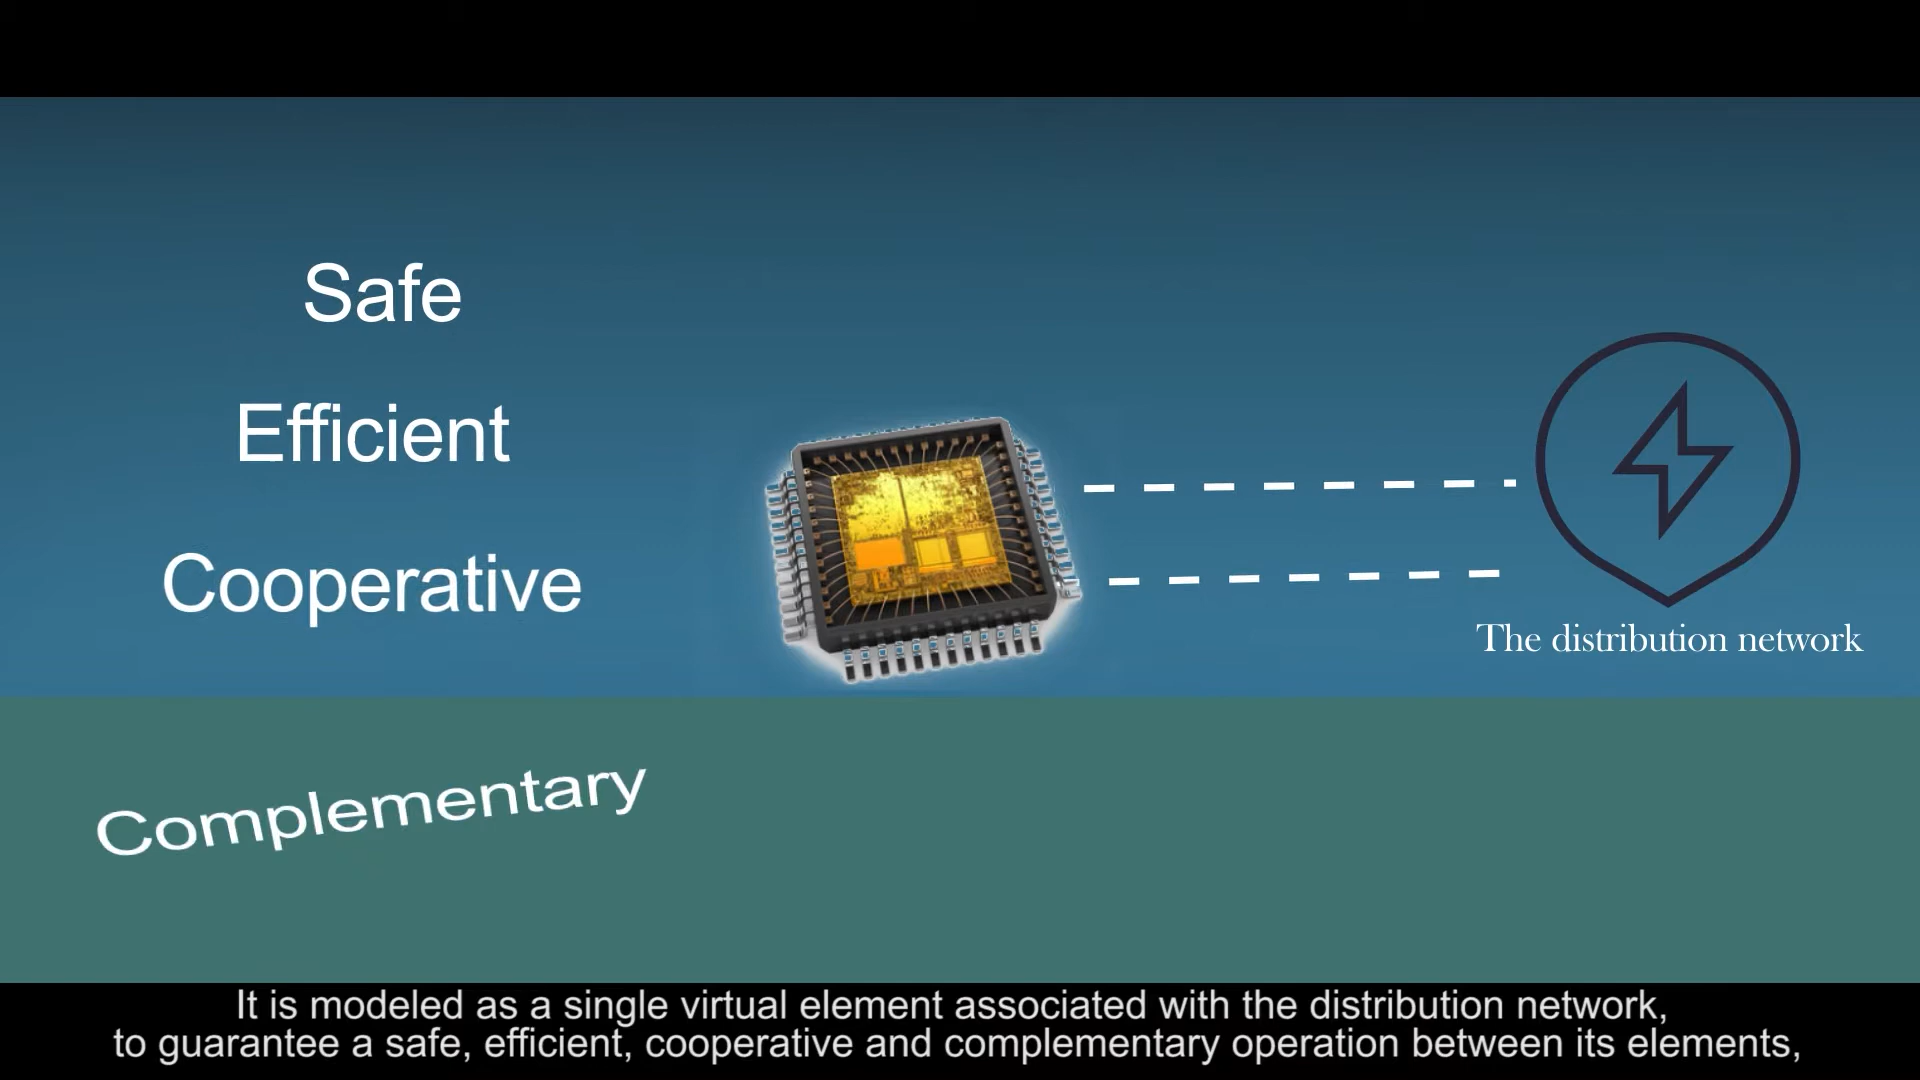 Safe
Efficient
Cooperative
The distribution network
Complementary
It is modeled as a single virtual element associated with the distribution network,
to guarantee a safe, efficient, cooperative and complementary operation between its elements,